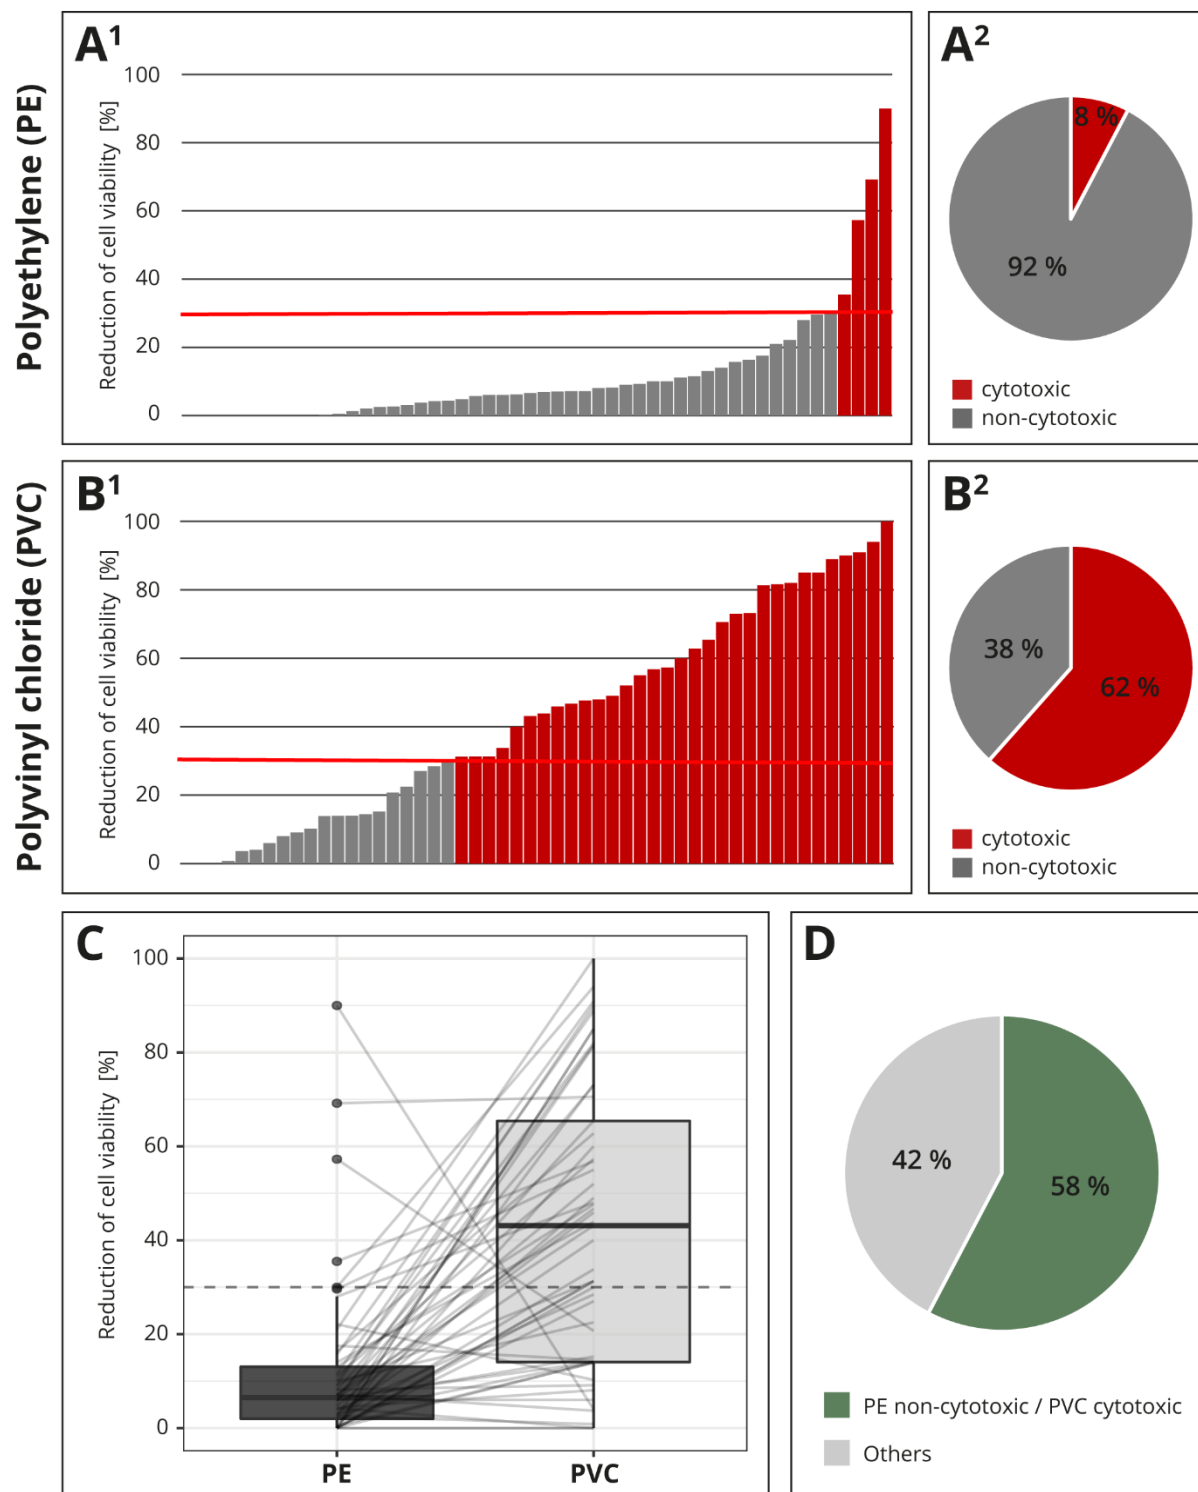 Polyethylene (PE)
A¹
Reduction of cell viability [%]
100
80
60
40
20
0
A²
8 %
92 %
cytotoxic
non-cytotoxic
Polyvinyl chloride (PVC)
B¹
Reduction of cell viability [%]
100
80
60
40
20
0
B²
38 %
62 %
cytotoxic
non-cytotoxic
C
Reduction of cell viability [%]
100
80
60
40
20
0
PE
PVC
D
42 %
58 %
PE non-cytotoxic / PVC cytotoxic
Others